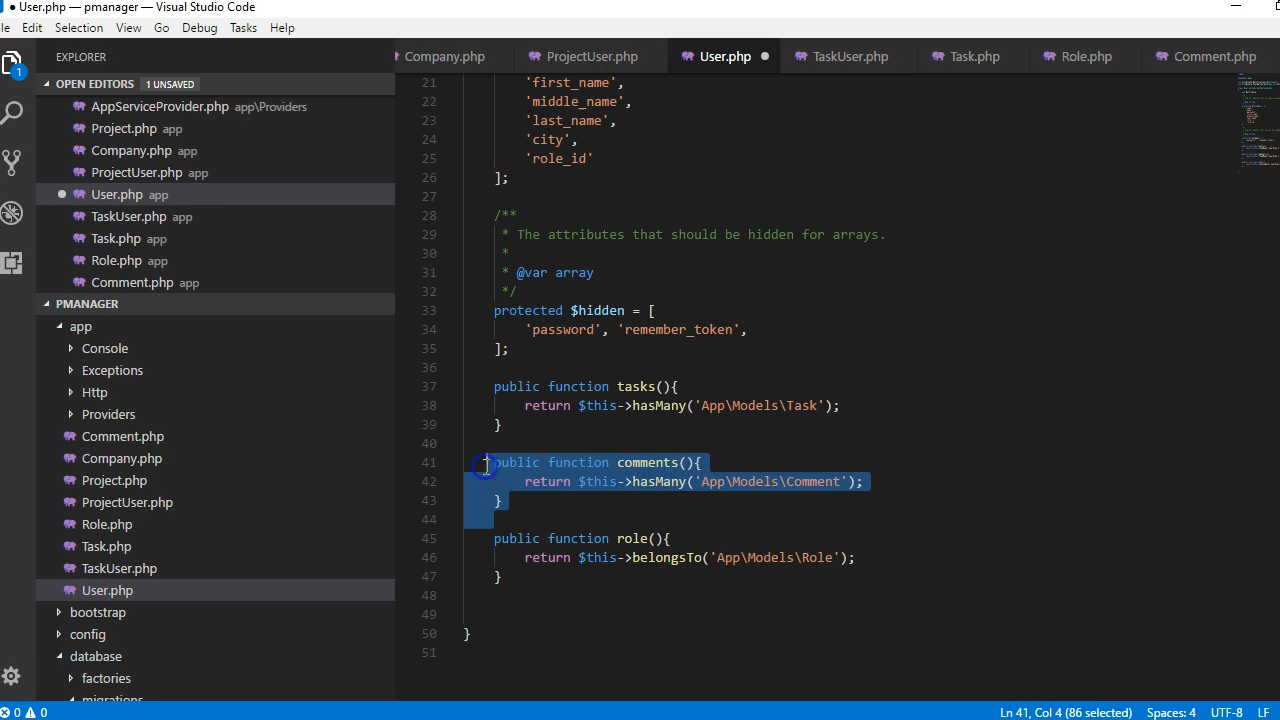 ● User.php — pmanager — Visual Studio Code
le Edit Selection View Go Debug Tasks Help
EXPLORER
Company.php ProjectUser.php User.php ● TaskUser.php Task.php Role.php Comment.php
OPEN EDITORS 1 UNSAVED
AppServiceProvider.php app\Providers
Project.php app
Company.php app
ProjectUser.php app
User.php app
TaskUser.php app
Task.php app
Role.php app
Comment.php app
PMANAGER
app
Console
Exceptions
Http
Providers
Comment.php
Company.php
Project.php
ProjectUser.php
Role.php
Task.php
TaskUser.php
User.php
bootstrap
config
database
factories
migrations
1
21 'first_name',
22 'middle_name',
23 'last_name',
24 'city',
25 'role_id'
26 ];
27
28 /**
29 * The attributes that should be hidden for arrays.
30 *
31 * @var array
32 */
33 protected $hidden = [
34 'password', 'remember_token',
35 ];
36
37 public function tasks(){
38 return $this->hasMany('App\Models\Task');
39 }
40
41 public function comments(){
42 return $this->hasMany('App\Models\Comment');
43 }
44
45 public function role(){
46 return $this->belongsTo('App\Models\Role');
47 }
48
49
50 }
51
0 0 Ln 41, Col 4 (86 selected) Spaces: 4 UTF-8 LF